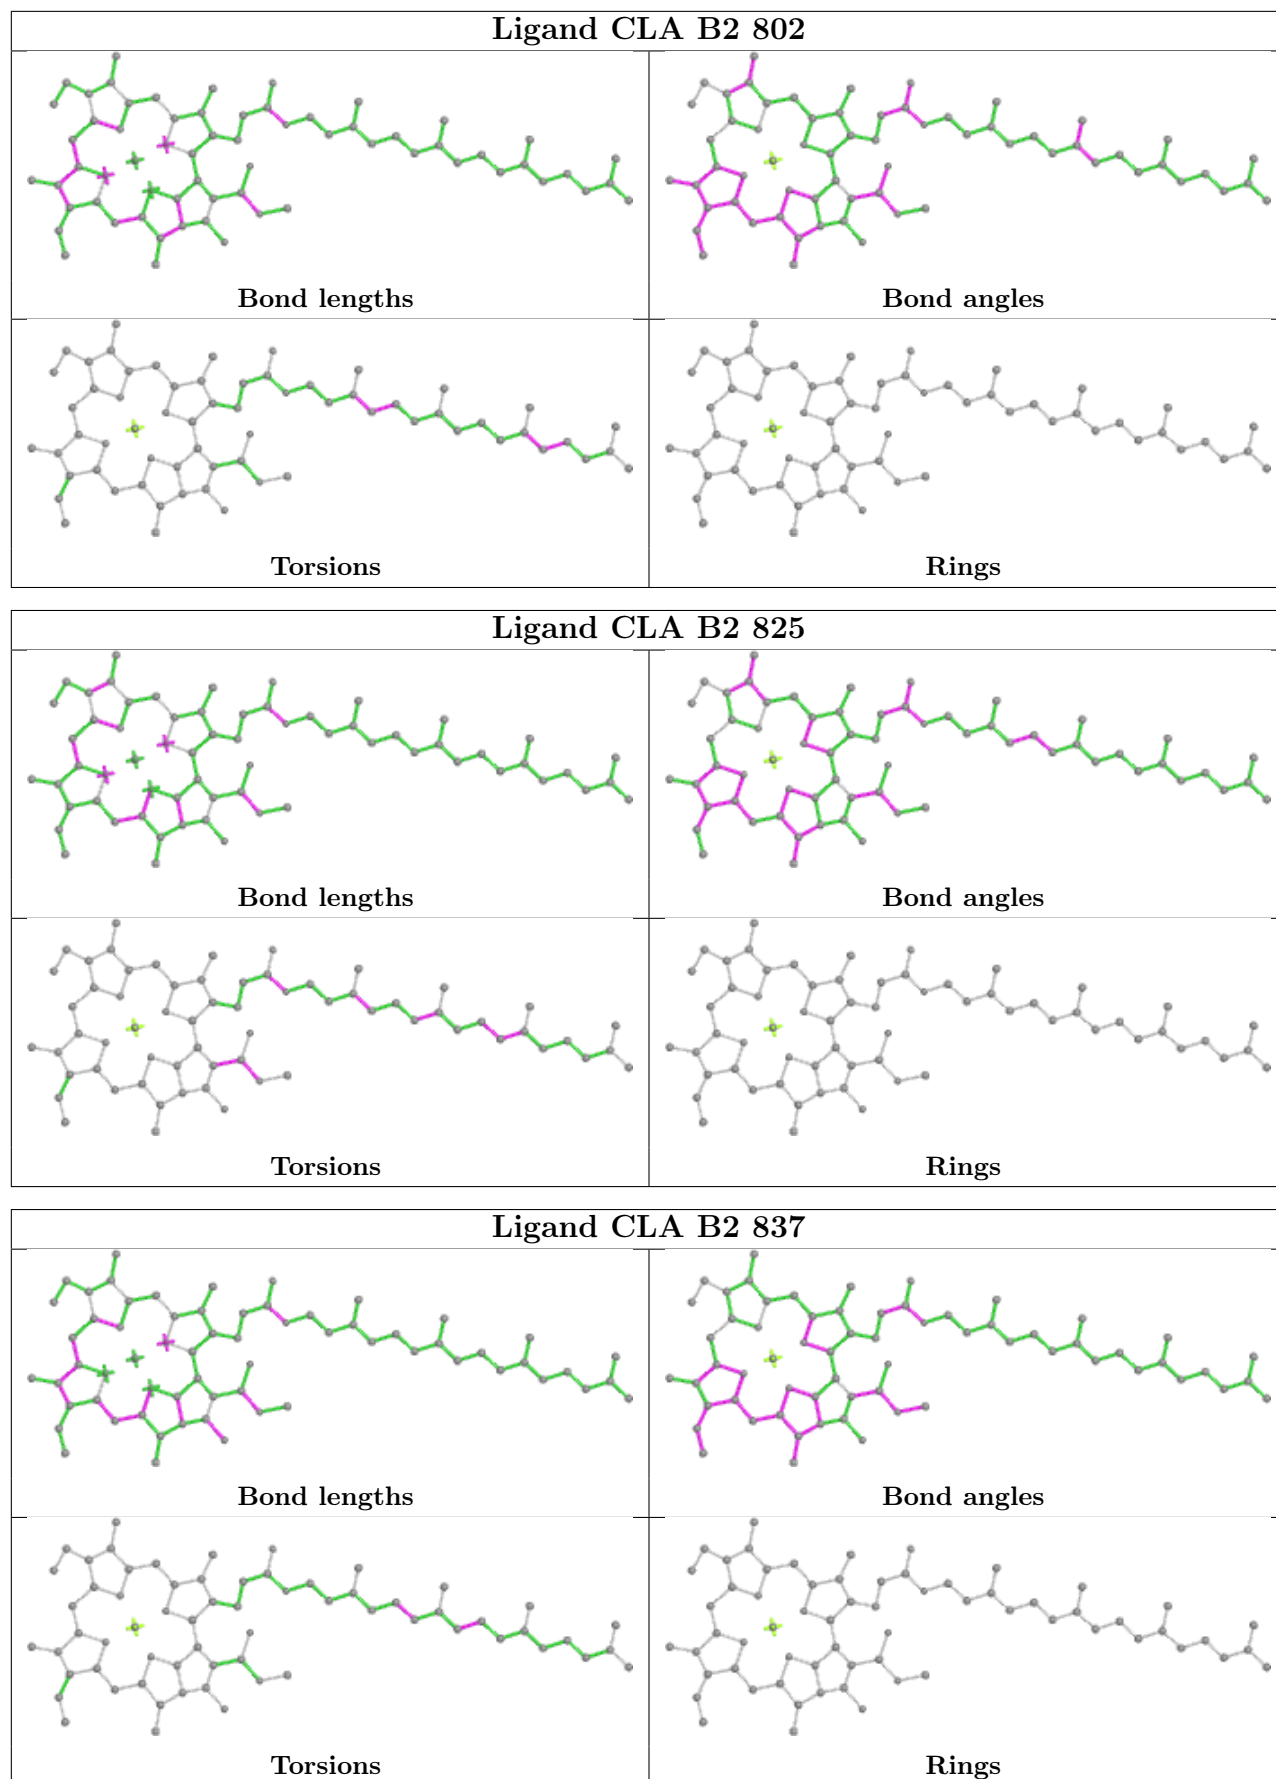 Ligand CLA B2 802
Bond lengths
Bond angles
Torsions
Rings
Ligand CLA B2 825
Bond lengths
Bond angles
Torsions
Rings
Ligand CLA B2 837
Bond lengths
Bond angles
Torsions
Rings